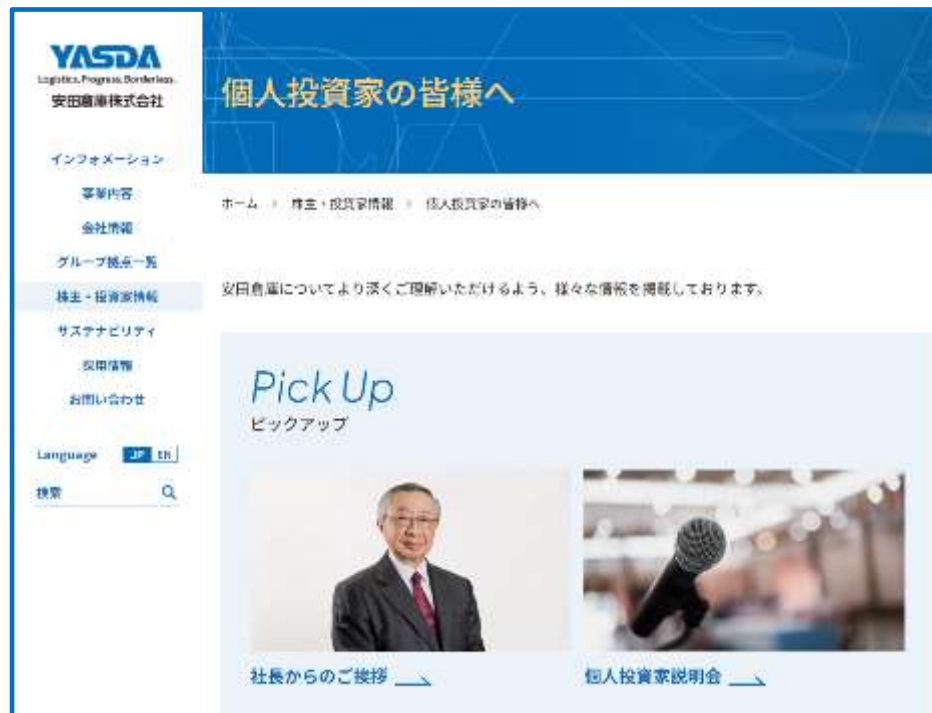 YASDA
Logistics, Progress, Borderless.
安田倉庫株式会社
インフォメーション
事業内容
会社情報
グループ拠点一覧
株主・投資家情報
サステナビリティ
採用情報
お問い合わせ
Language JP EN
検索
個人投資家の皆様へ
ホーム 株主・投資家情報 個人投資家の皆様へ
安田倉庫についてより深くご理解いただけるよう、様々な情報を掲載しております。
Pick Up
ピックアップ
社長からのご挨拶
個人投資家説明会